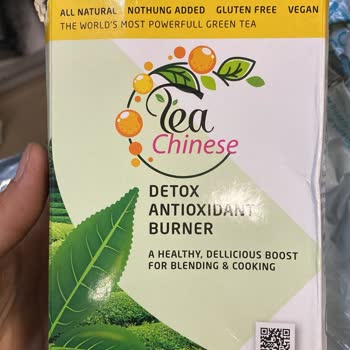 ALL NATURAL NOTHUNG ADDED GLUTEN FREE VEGAN
THE WORLD'S MOST POWERFULL GREEN TEA
Tea
Chinese
DETOX
ANTIOXIDANT
BURNER
A HEALTHY, DELLICIOUS BOOST
FOR BLENDING & COOKING